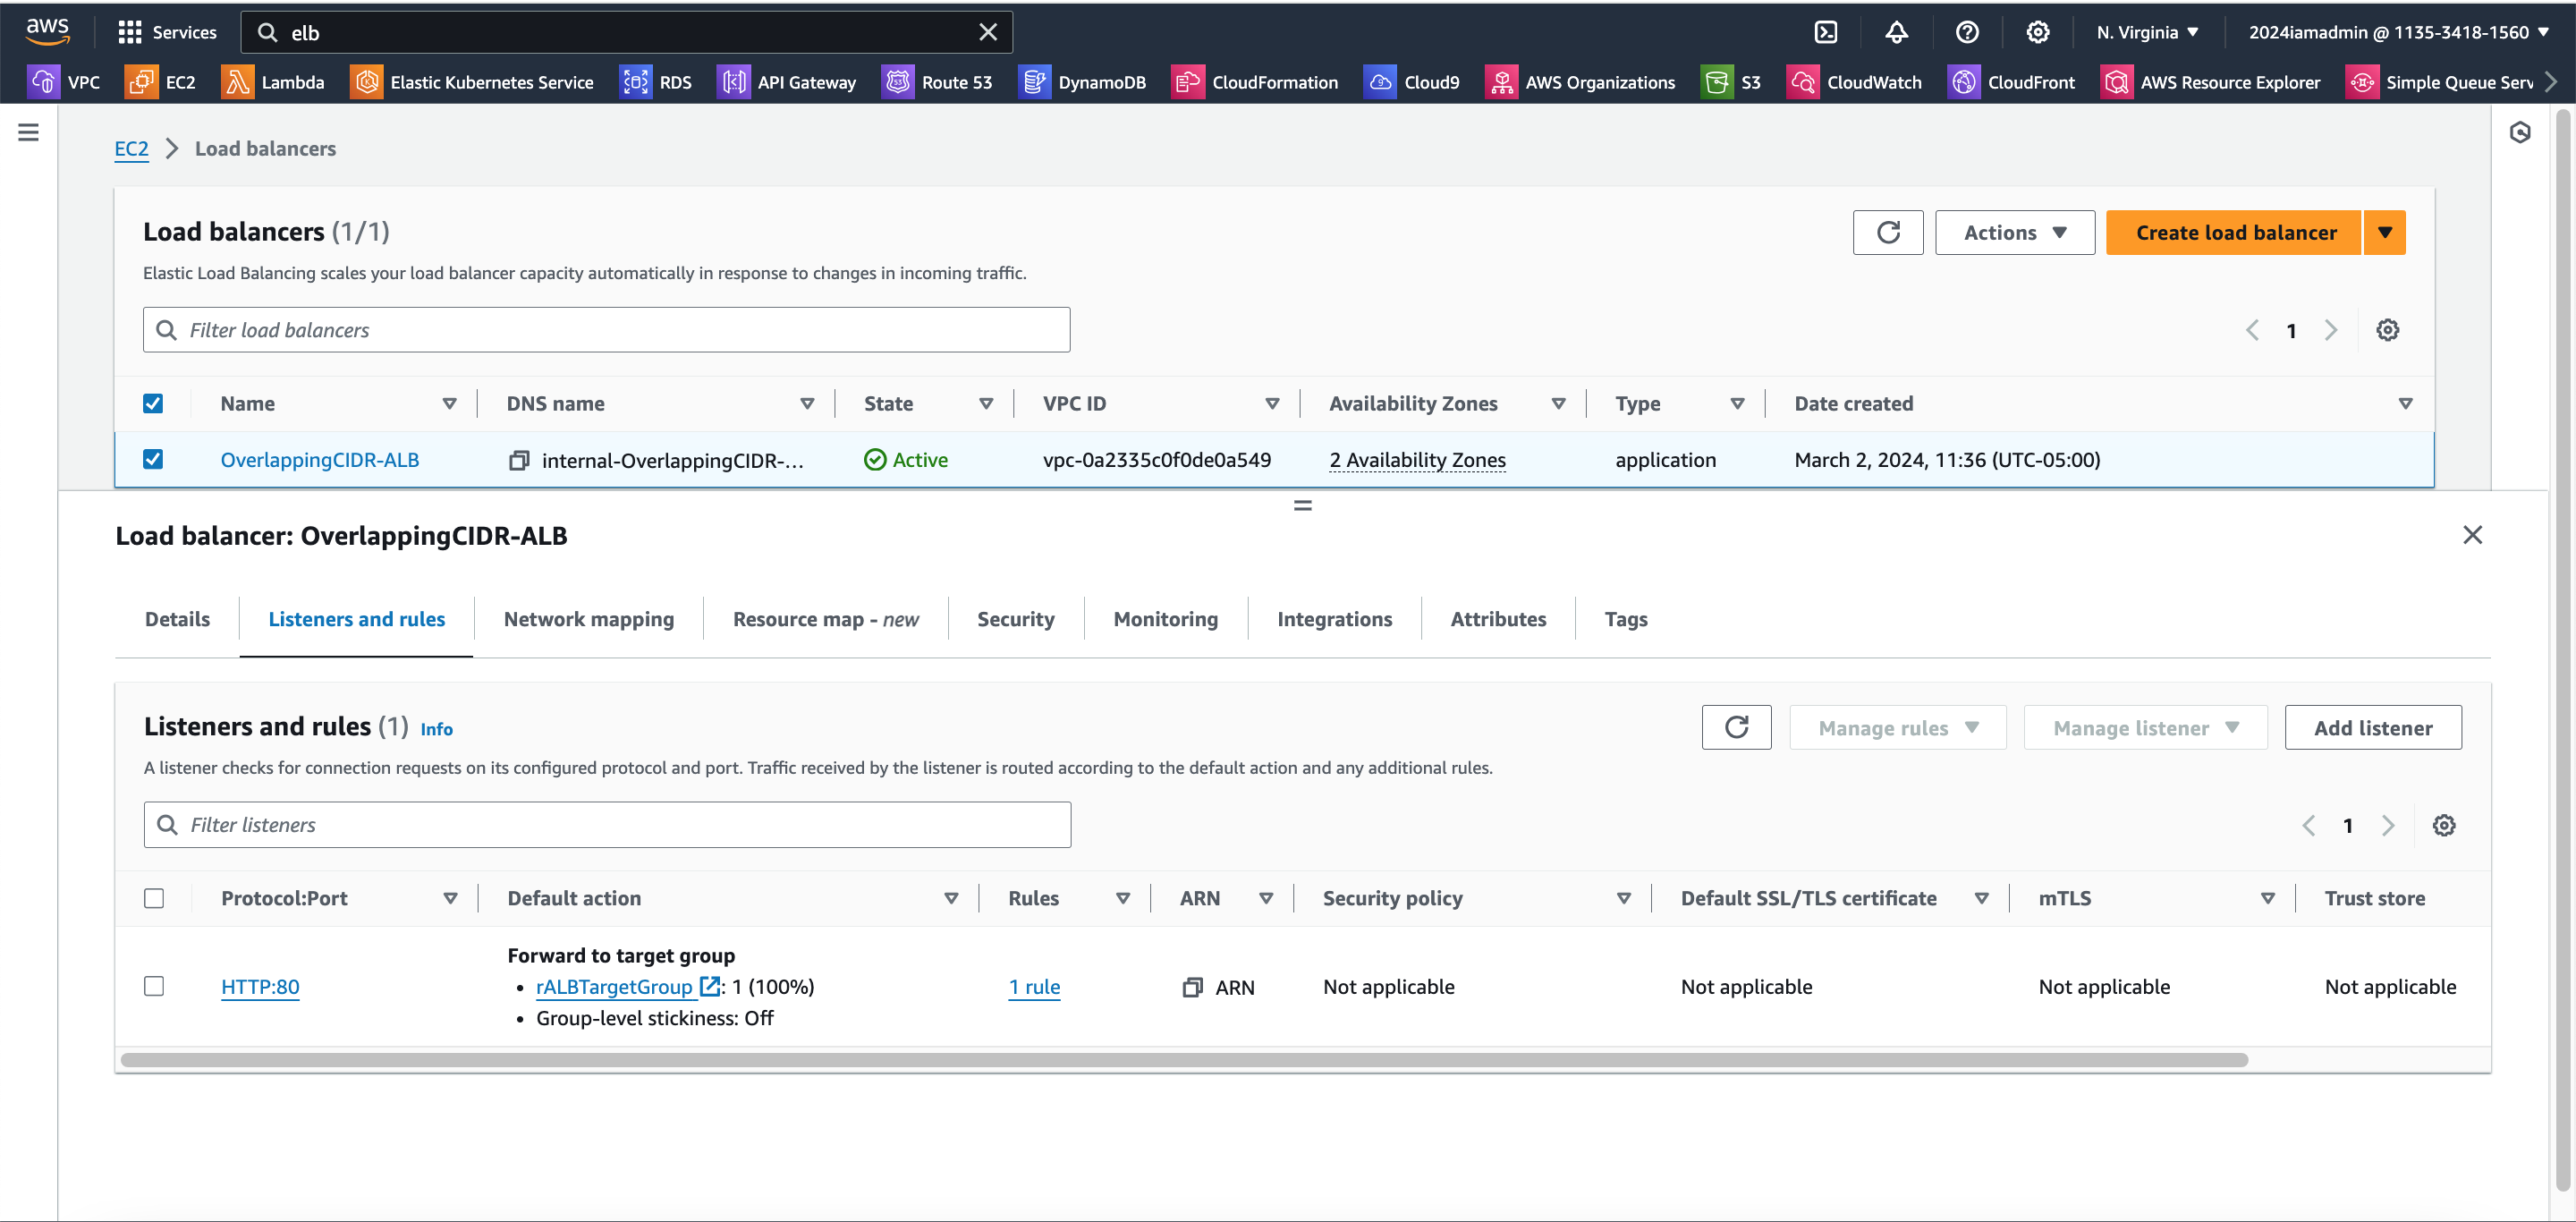 aws Services elb N. Virginia 2024iamadmin @ 1135-3418-1560
VPC EC2 Lambda Elastic Kubernetes Service RDS API Gateway Route 53 DynamoDB CloudFormation Cloud9 AWS Organizations S3 CloudWatch CloudFront AWS Resource Explorer Simple Queue Serv
EC2 Load balancers
Load balancers (1/1) Actions Create load balancer
Elastic Load Balancing scales your load balancer capacity automatically in response to changes in incoming traffic.
Filter load balancers 1
Name DNS name State VPC ID Availability Zones Type Date created
OverlappingCIDR-ALB internal-OverlappingCIDR-... Active vpc-0a2335c0f0de0a549 2 Availability Zones application March 2, 2024, 11:36 (UTC-05:00)
Load balancer: OverlappingCIDR-ALB
Details Listeners and rules Network mapping Resource map - new Security Monitoring Integrations Attributes Tags
Listeners and rules (1) Info Manage rules Manage listener Add listener
A listener checks for connection requests on its configured protocol and port. Traffic received by the listener is routed according to the default action and any additional rules.
Filter listeners 1
Protocol:Port Default action Rules ARN Security policy Default SSL/TLS certificate mTLS Trust store
Forward to target group
HTTP:80 • rALBTargetGroup : 1 (100%) 1 rule ARN Not applicable Not applicable Not applicable Not applicable
• Group-level stickiness: Off